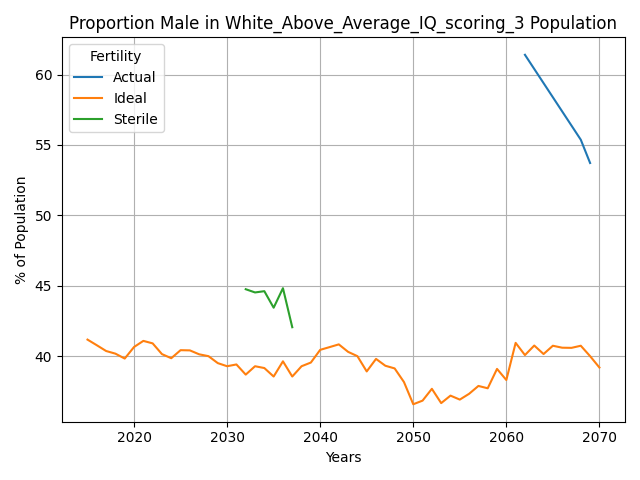 Proportion Male in White_Above_Average_IQ_scoring_3 Population
Fertility
Actual
Ideal
Sterile
% of Population
60
55
50
45
40
2020 2030 2040 2050 2060 2070
Years